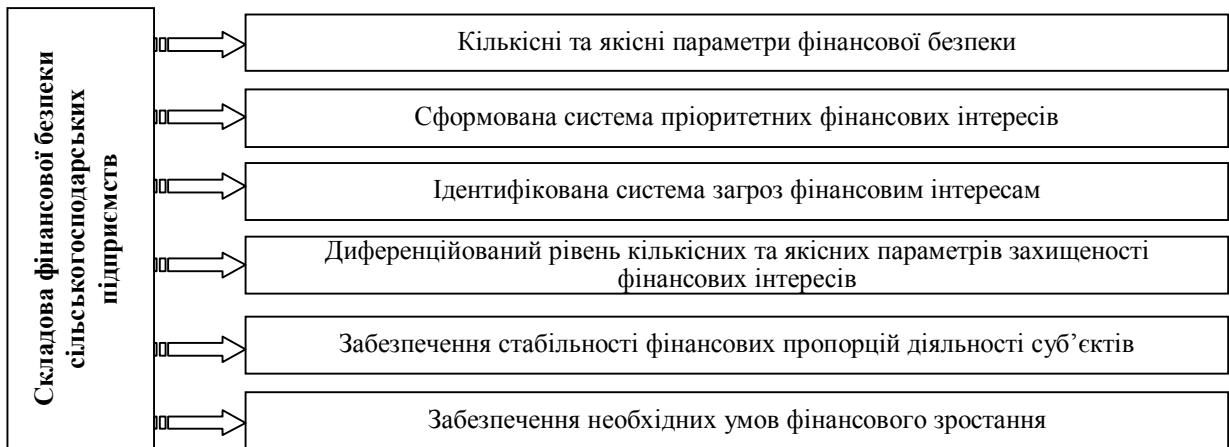 Складова фінансової безпеки
сільськогосподарських
підприємств
Кількісні та якісні параметри фінансової безпеки
Сформована система пріоритетних фінансових інтересів
Ідентифікована система загроз фінансовим інтересам
Диференційований рівень кількісних та якісних параметрів захищеності
фінансових інтересів
Забезпечення стабільності фінансових пропорцій діяльності суб’єктів
Забезпечення необхідних умов фінансового зростання